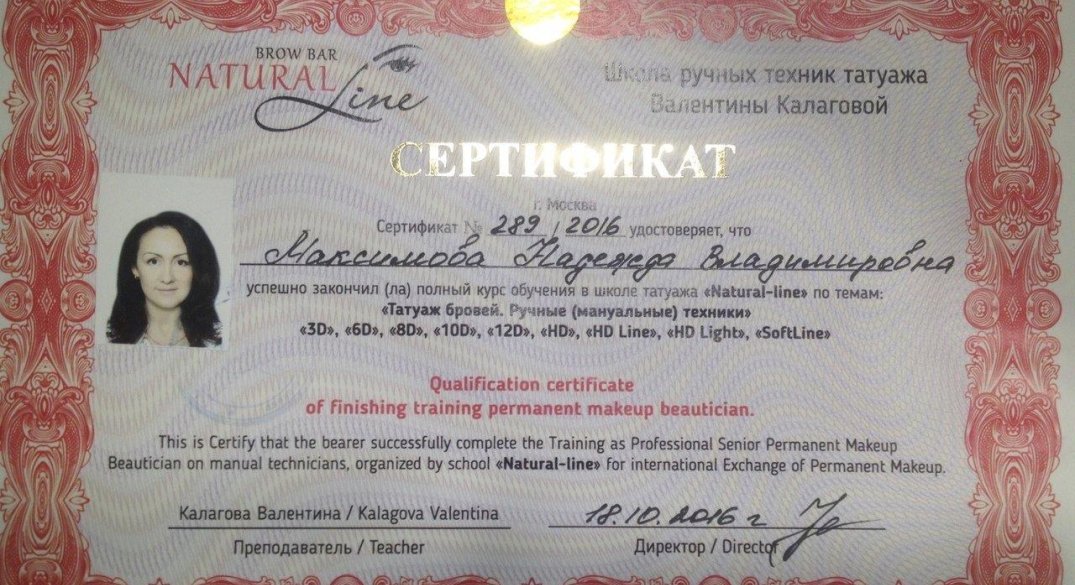 BROW BAR
NATURAL Line
Школа ручных техник татуажа
Валентины Калаговой
СЕРТИФИКАТ
г. Москва
Сертификат № 289 / 2016 удостоверяет, что
Максимова Надежда Владимировна
успешно закончил (ла) полный курс обучения в школе татуажа «Natural-line» по темам:
«Татуаж бровей. Ручные (мануальные) техники»
«3D», «6D», «8D», «10D», «12D», «HD», «HD Line», «HD Light», «SoftLine»
Qualification certificate
of finishing training permanent makeup beautician.
This is Certify that the bearer successfully complete the Training as Professional Senior Permanent Makeup
Beautician on manual technicians, organized by school «Natural-line» for international Exchange of Permanent Makeup.
Калагова Валентина / Kalagova Valentina
18.10.2016 г
Преподаватель / Teacher
Директор / Director